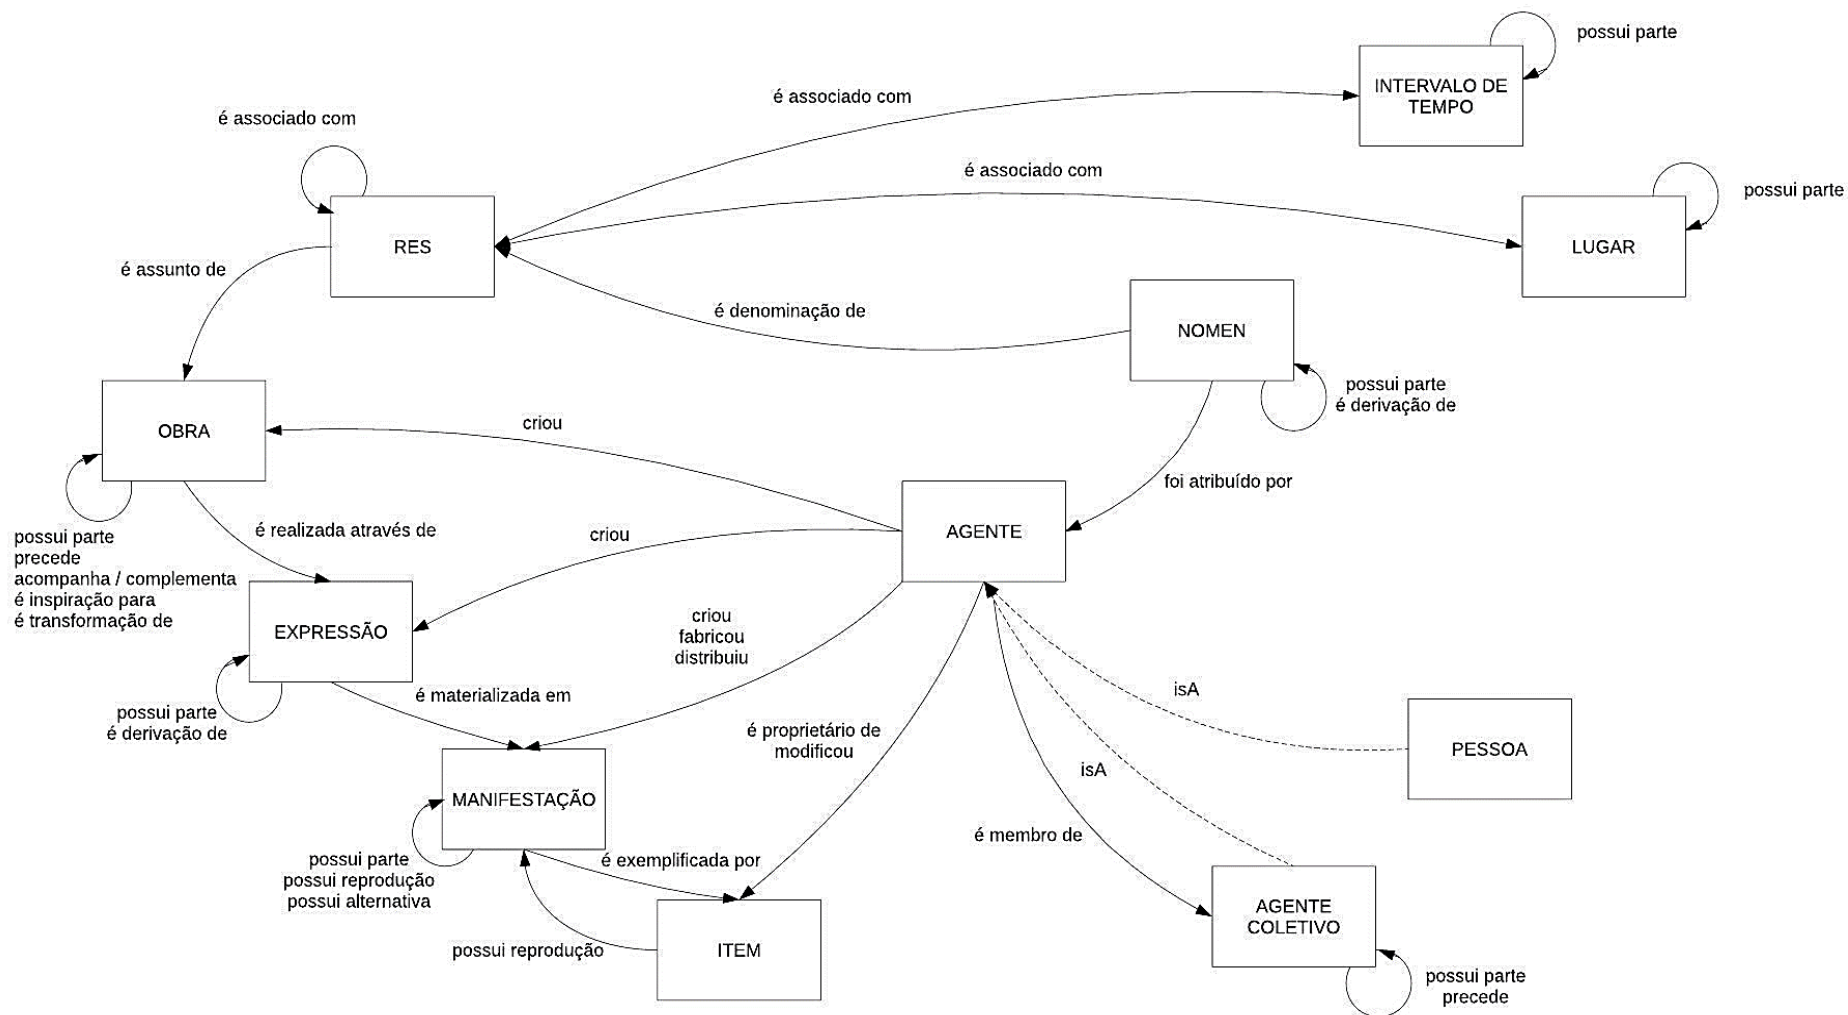 possui parte
INTERVALO DE
TEMPO
é associado com
é associado com
é associado com
possui parte
RES
LUGAR
é assunto de
é denominação de
NOMEN
possui parte
é derivação de
OBRA
criou
foi atribuído por
possui parte
precede
acompanha / complementa
é inspiração para
é transformação de
é realizada através de
criou
AGENTE
EXPRESSÃO
criou
fabricou
distribuiu
possui parte
é derivação de
é materializada em
é proprietário de
modificou
isA
PESSOA
isA
MANIFESTAÇÃO
é membro de
possui parte
possui reprodução
possui alternativa
é exemplificada por
AGENTE
COLETIVO
possui reprodução
ITEM
possui parte
precede